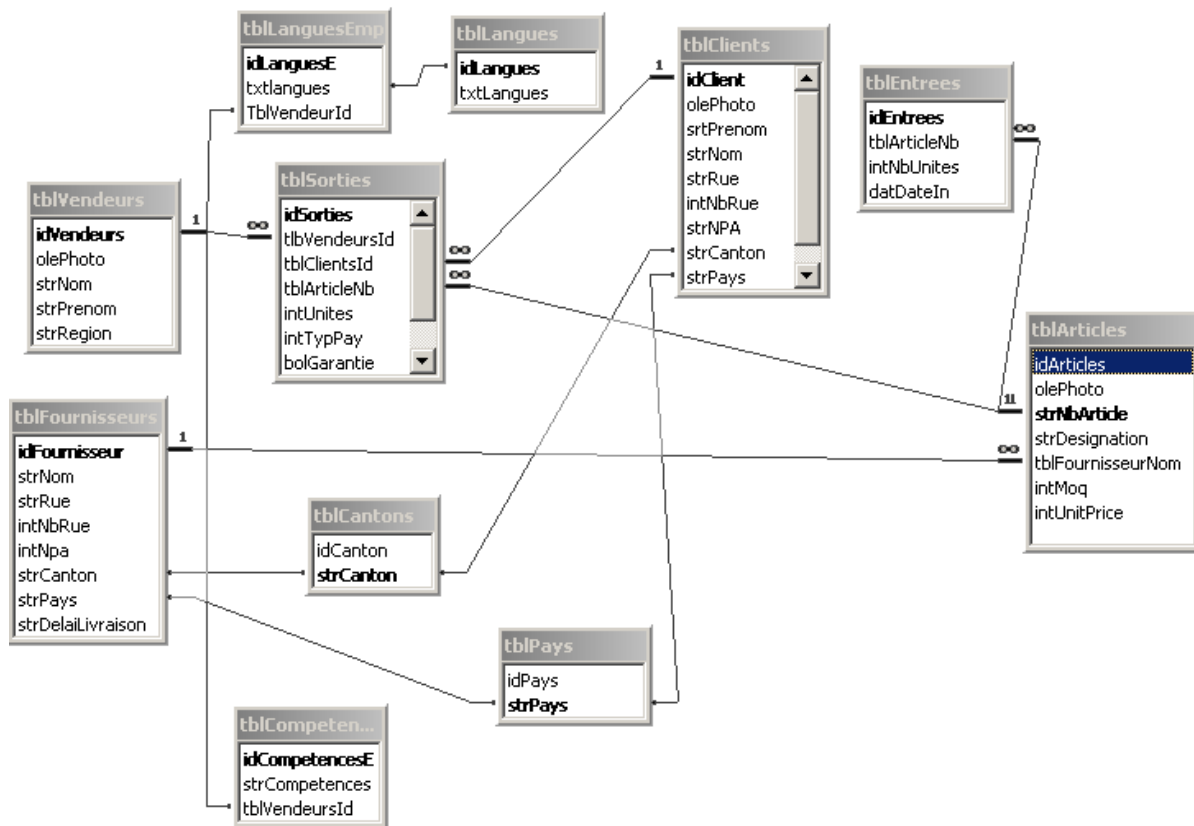 tblLanguesEmp
idLanguesE
txtlangues
TblVendeurId
tblLangues
idLangues
txtLangues
tblClients
idClient
olePhoto
srtPrenom
strNom
strRue
intNbRue
strNPA
strCanton
strPays
tblEntrees
idEntrees
tblArticleNb
intNbUnites
datDateIn
tblVendeurs
idVendeurs
olePhoto
strNom
strPrenom
strRegion
tblSorties
idSorties
tlbVendeursId
tblClientsId
tblArticleNb
intUnites
intTypPay
bolGarantie
tblArticles
idArticles
olePhoto
strNbArticle
strDesignation
tblFournisseurNom
intMoq
intUnitPrice
tblFournisseurs
idFournisseur
strNom
strRue
intNbRue
intNpa
strCanton
strPays
strDelaiLivraison
tblCantons
idCanton
strCanton
tblPays
idPays
strPays
tblCompeten...
idCompetencesE
strCompetences
tblVendeursId
1
∞
1
∞
∞
∞
11
1
∞